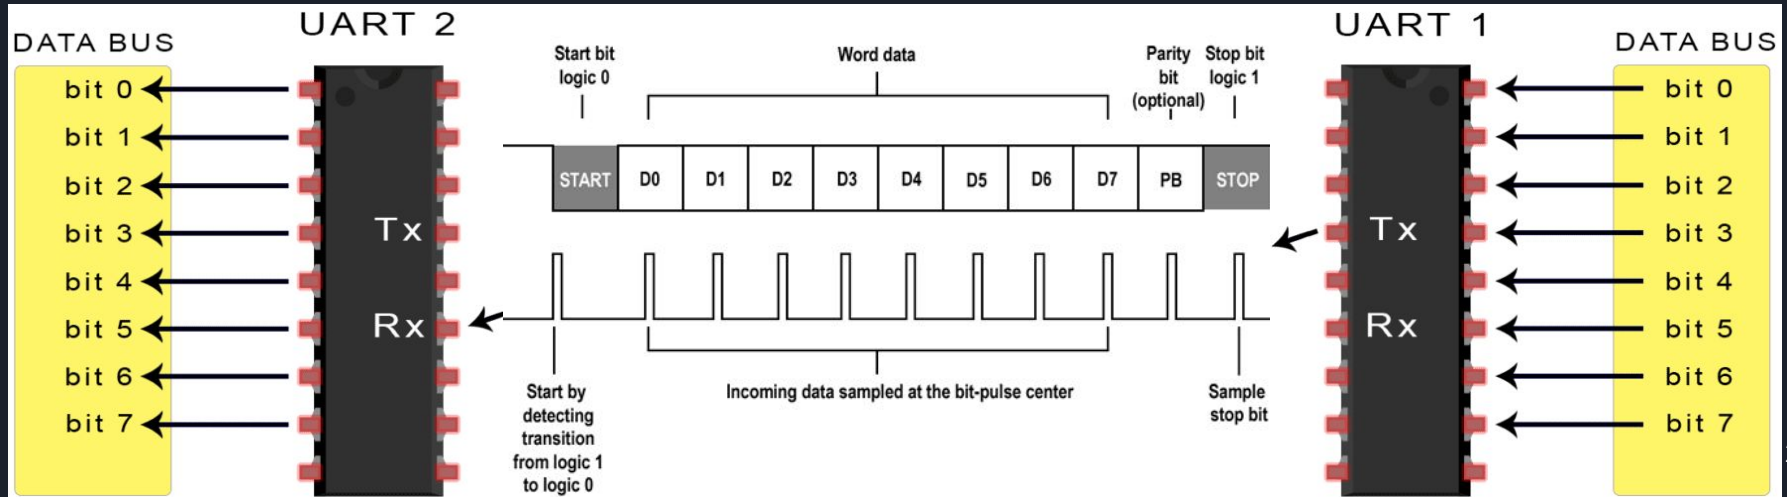 UART 2
UART 1
DATA BUS
bit 0
bit 1
bit 2
bit 3
bit 4
bit 5
bit 6
bit 7
Tx
Rx
Start bit
logic 0
Word data
Parity
bit
(optional)
Stop bit
logic 1
START D0 D1 D2 D3 D4 D5 D6 D7 PB STOP
Start by
detecting
transition
from logic 1
to logic 0
Incoming data sampled at the bit-pulse center
Sample
stop bit
Tx
Rx
DATA BUS
bit 0
bit 1
bit 2
bit 3
bit 4
bit 5
bit 6
bit 7